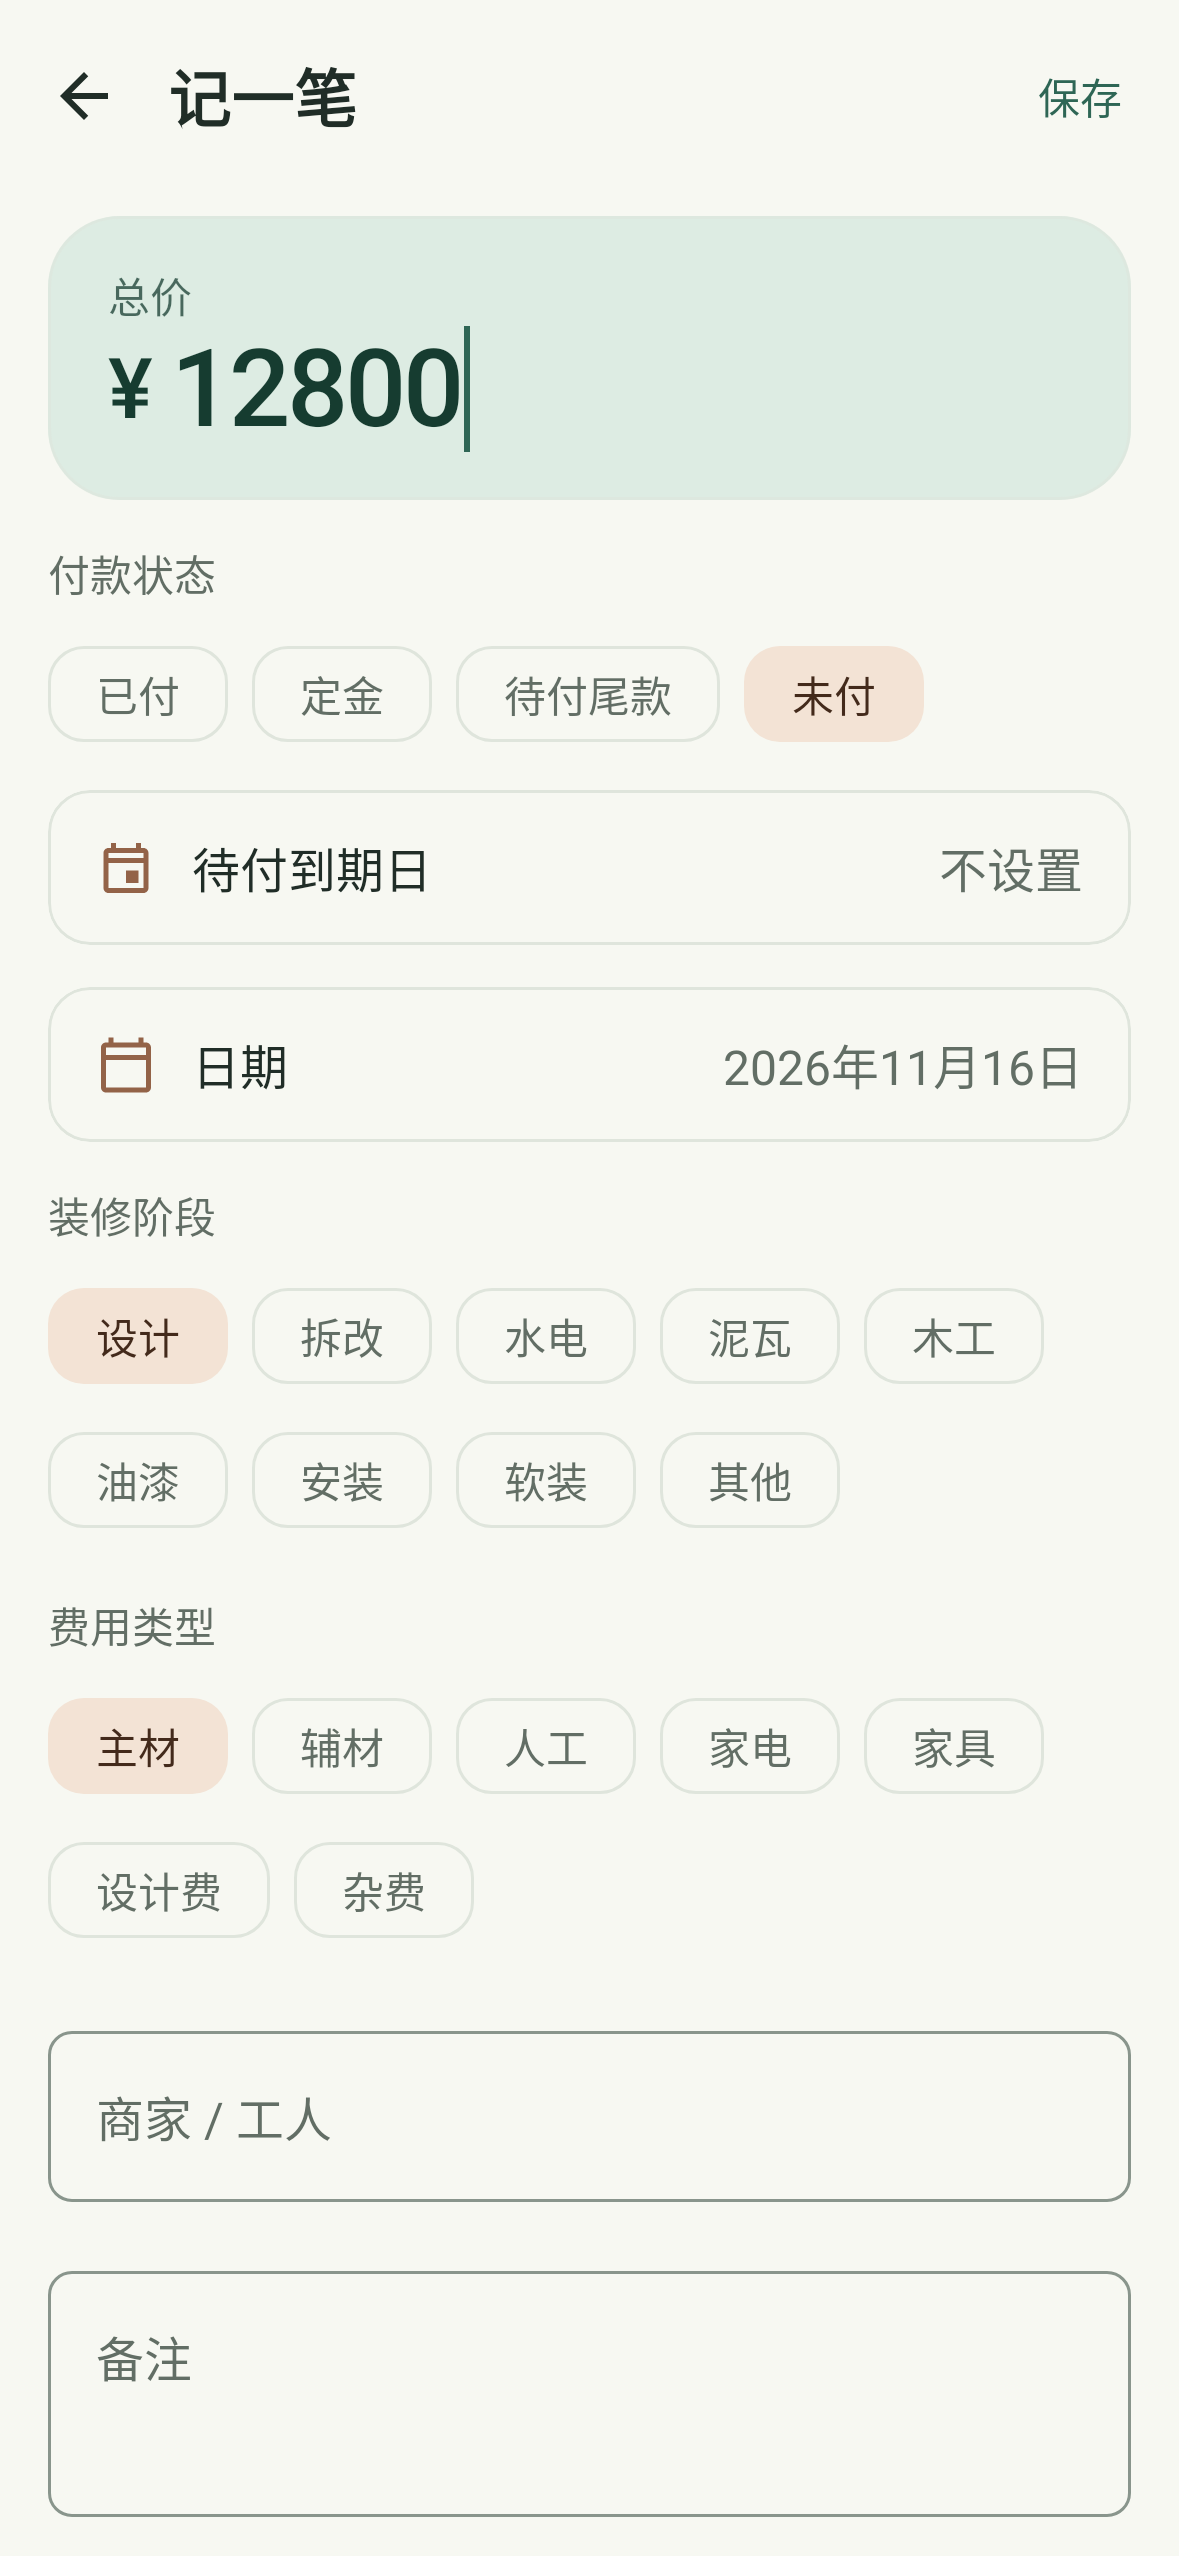 记一笔
保存
总价
¥ 12800
付款状态
已付 定金 待付尾款 未付
待付到期日 不设置
日期 2026年11月16日
装修阶段
设计 拆改 水电 泥瓦 木工
油漆 安装 软装 其他
费用类型
主材 辅材 人工 家电 家具
设计费 杂费
商家 / 工人
备注